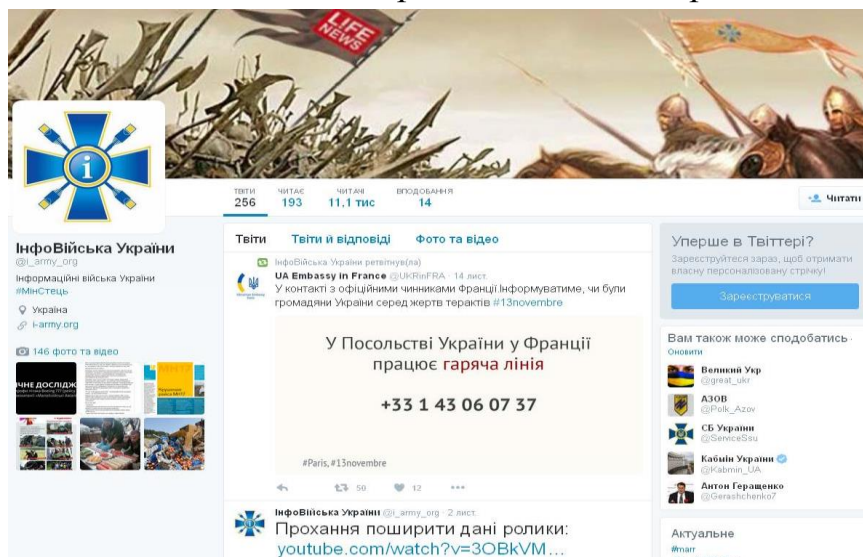 LIFE
NEWS
i
ТВІТИ ЧИТАЄ ЧИТАЧІ ВПОДОБАННЯ
256 193 11,1 тис 14
Читати
ІнфоВійська України
@i_army_org
Інформаційні війська України
#МінСтець
Україна
i-army.org
146 фото та відео
МН17
Твіти Твіти й відповіді Фото та відео
ІнфоВійська України ретвітнув(ла)
UA Embassy in France @UKRinFRA · 14 лист.
У контакті з офіційними чинниками Франції.Інформуватиме, чи були
громадяни України серед жертв терактів #13novembre
У Посольстві України у Франції
працює гаряча лінія
+33 1 43 06 07 37
#Paris, #13novembre
50 12
ІнфоВійська України @i_army_org · 2 лист.
Прохання поширити дані ролики:
youtube.com/watch?v=3OBkVM...
Уперше в Твіттері?
Зареєструйтеся зараз, щоб отримати
власну персоналізовану стрічку!
Зареєструватися
Вам також може сподобатись ·
Оновити
Великий Укр
@great_ukr
АЗОВ
@Polk_Azov
СБ України
@ServiceSsu
Кабмін України
@Kabmin_UA
Антон Геращенко
@Gerashchenko7
Актуальне
#marr